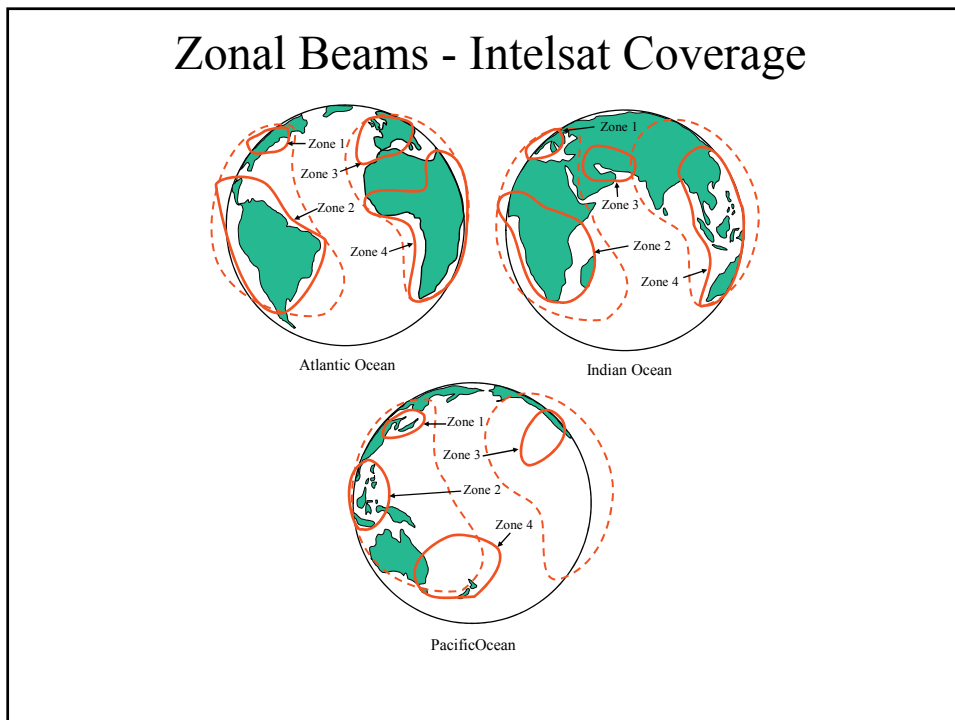 Zonal Beams - Intelsat Coverage
Zone 1
Zone 3
Zone 2
Zone 4
Atlantic Ocean
Zone 1
Zone 3
Zone 2
Zone 4
Indian Ocean
Zone 1
Zone 3
Zone 2
Zone 4
PacificOcean